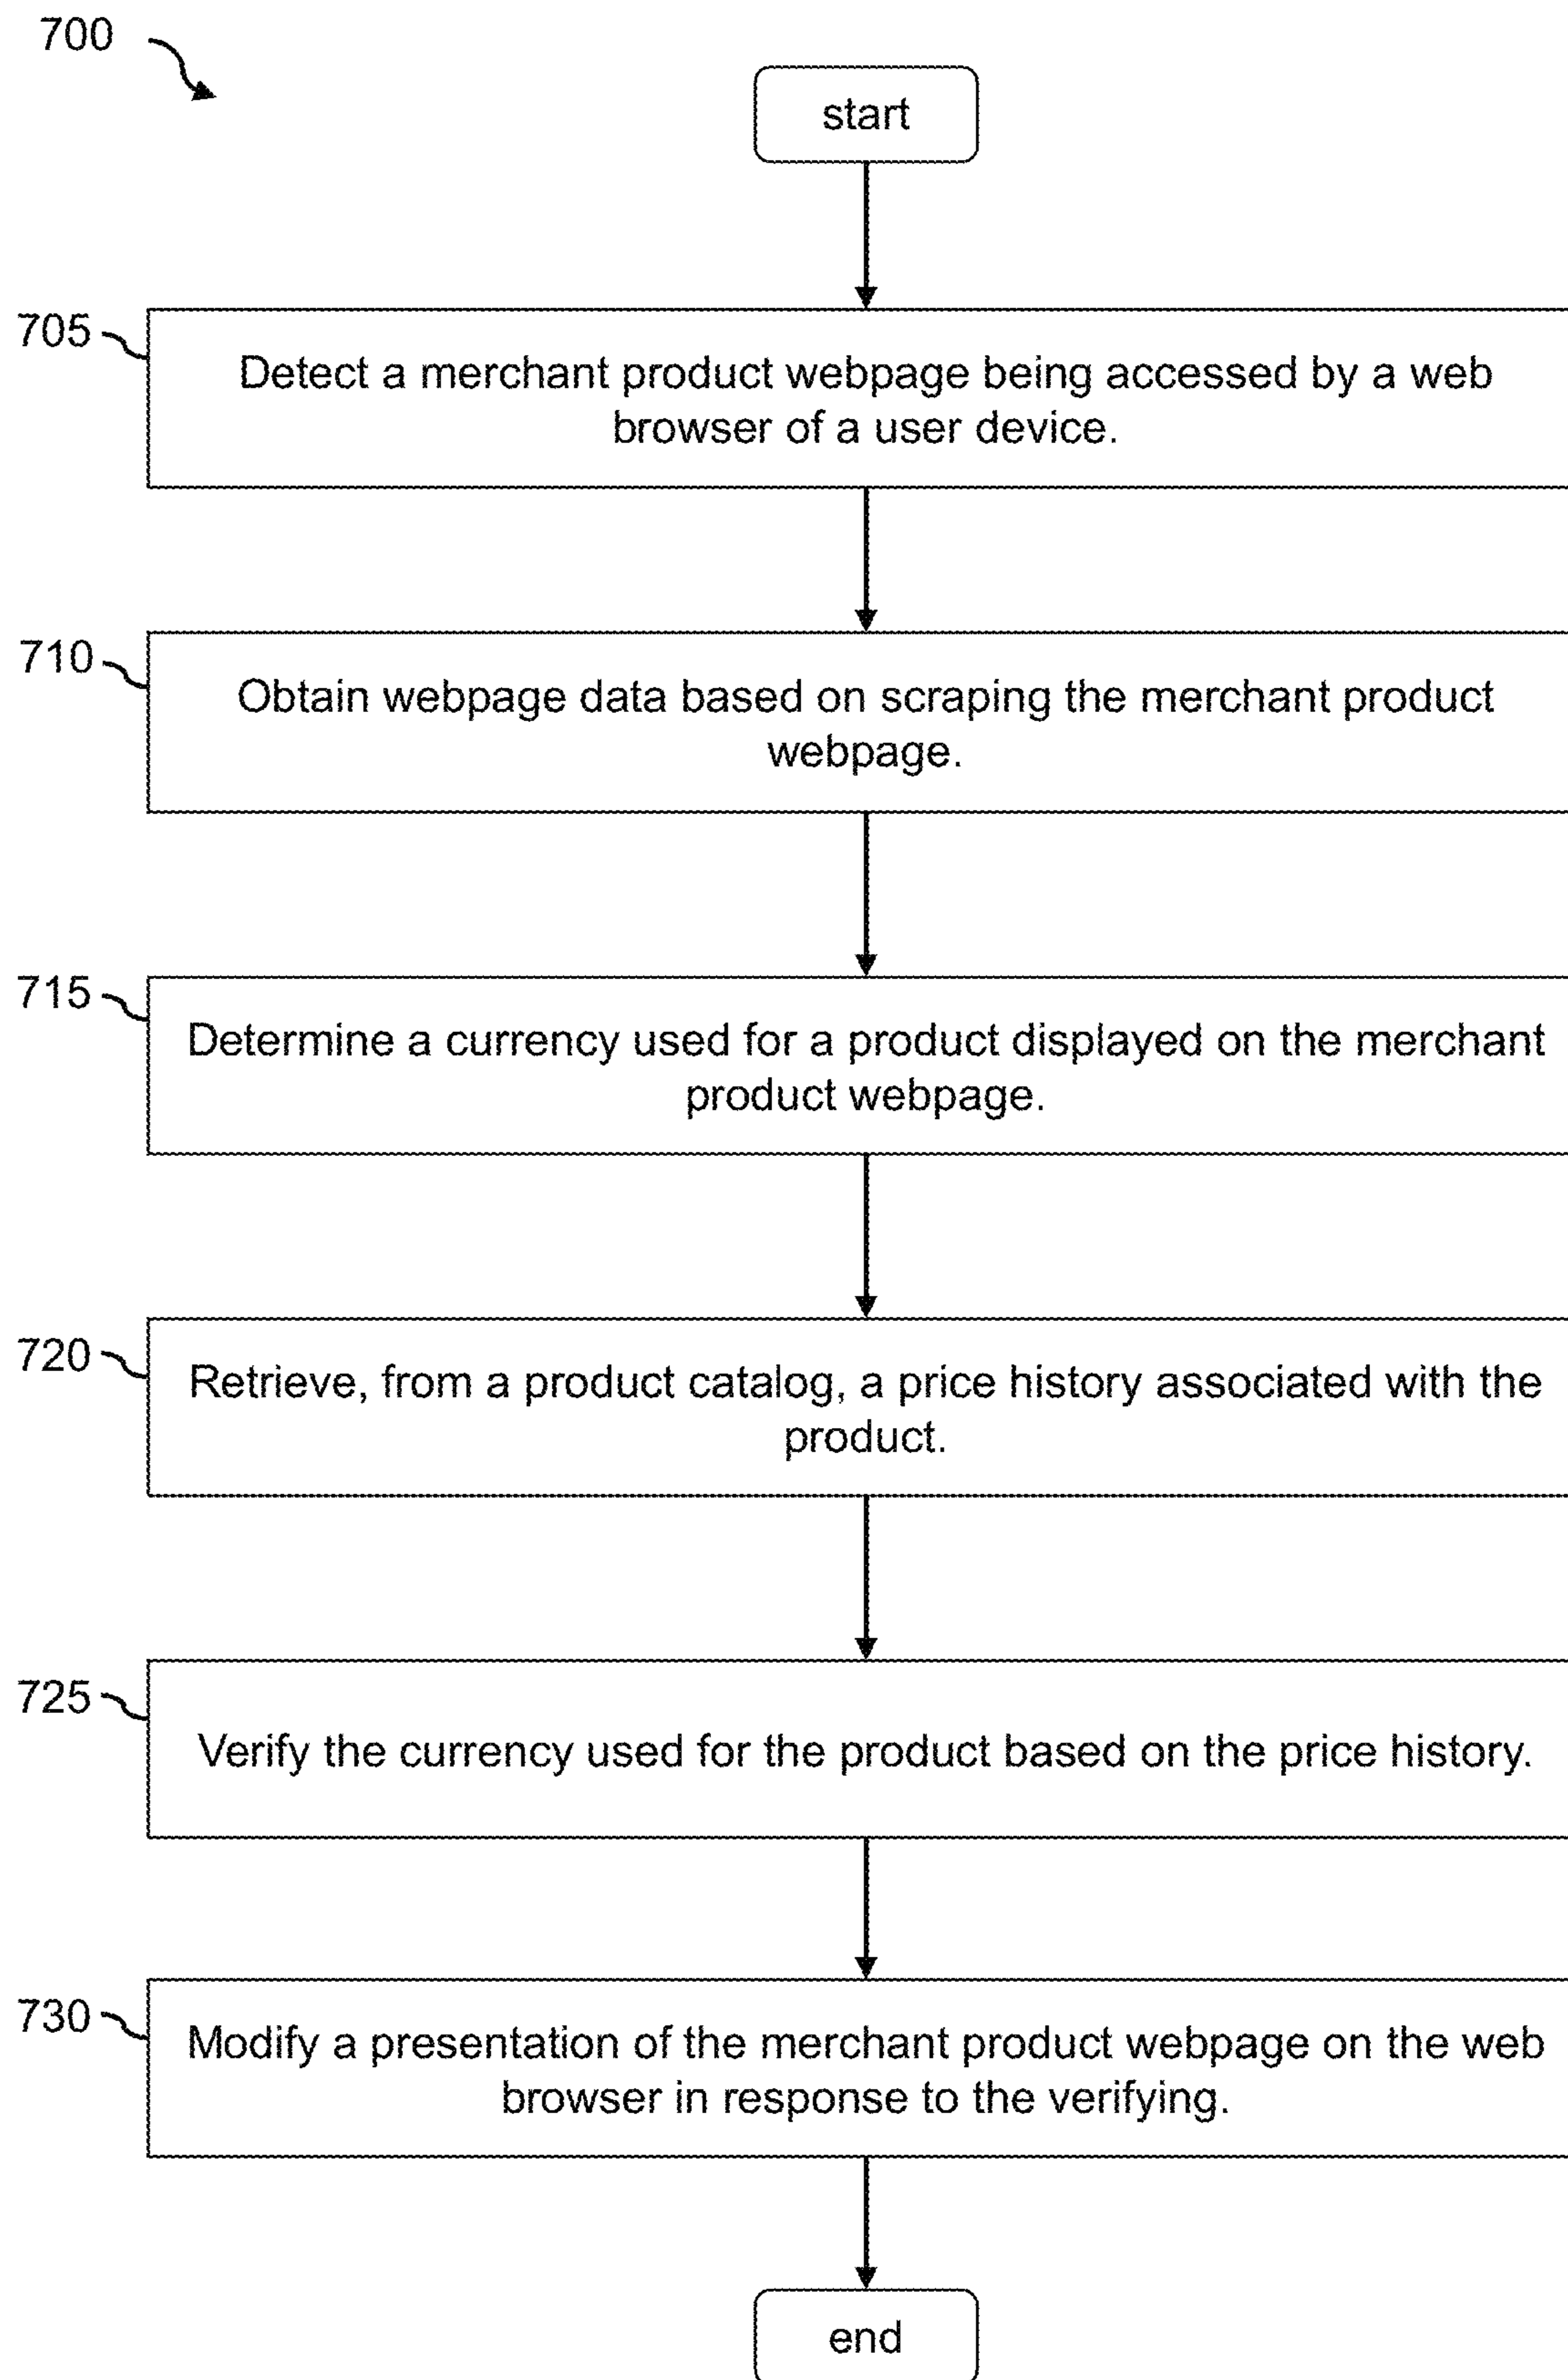 700
start
705
Detect a merchant product webpage being accessed by a web
browser of a user device.
710
Obtain webpage data based on scraping the merchant product
webpage.
715
Determine a currency used for a product displayed on the merchant
product webpage.
720
Retrieve, from a product catalog, a price history associated with the
product.
725
Verify the currency used for the product based on the price history.
730
Modify a presentation of the merchant product webpage on the web
browser in response to the verifying.
end